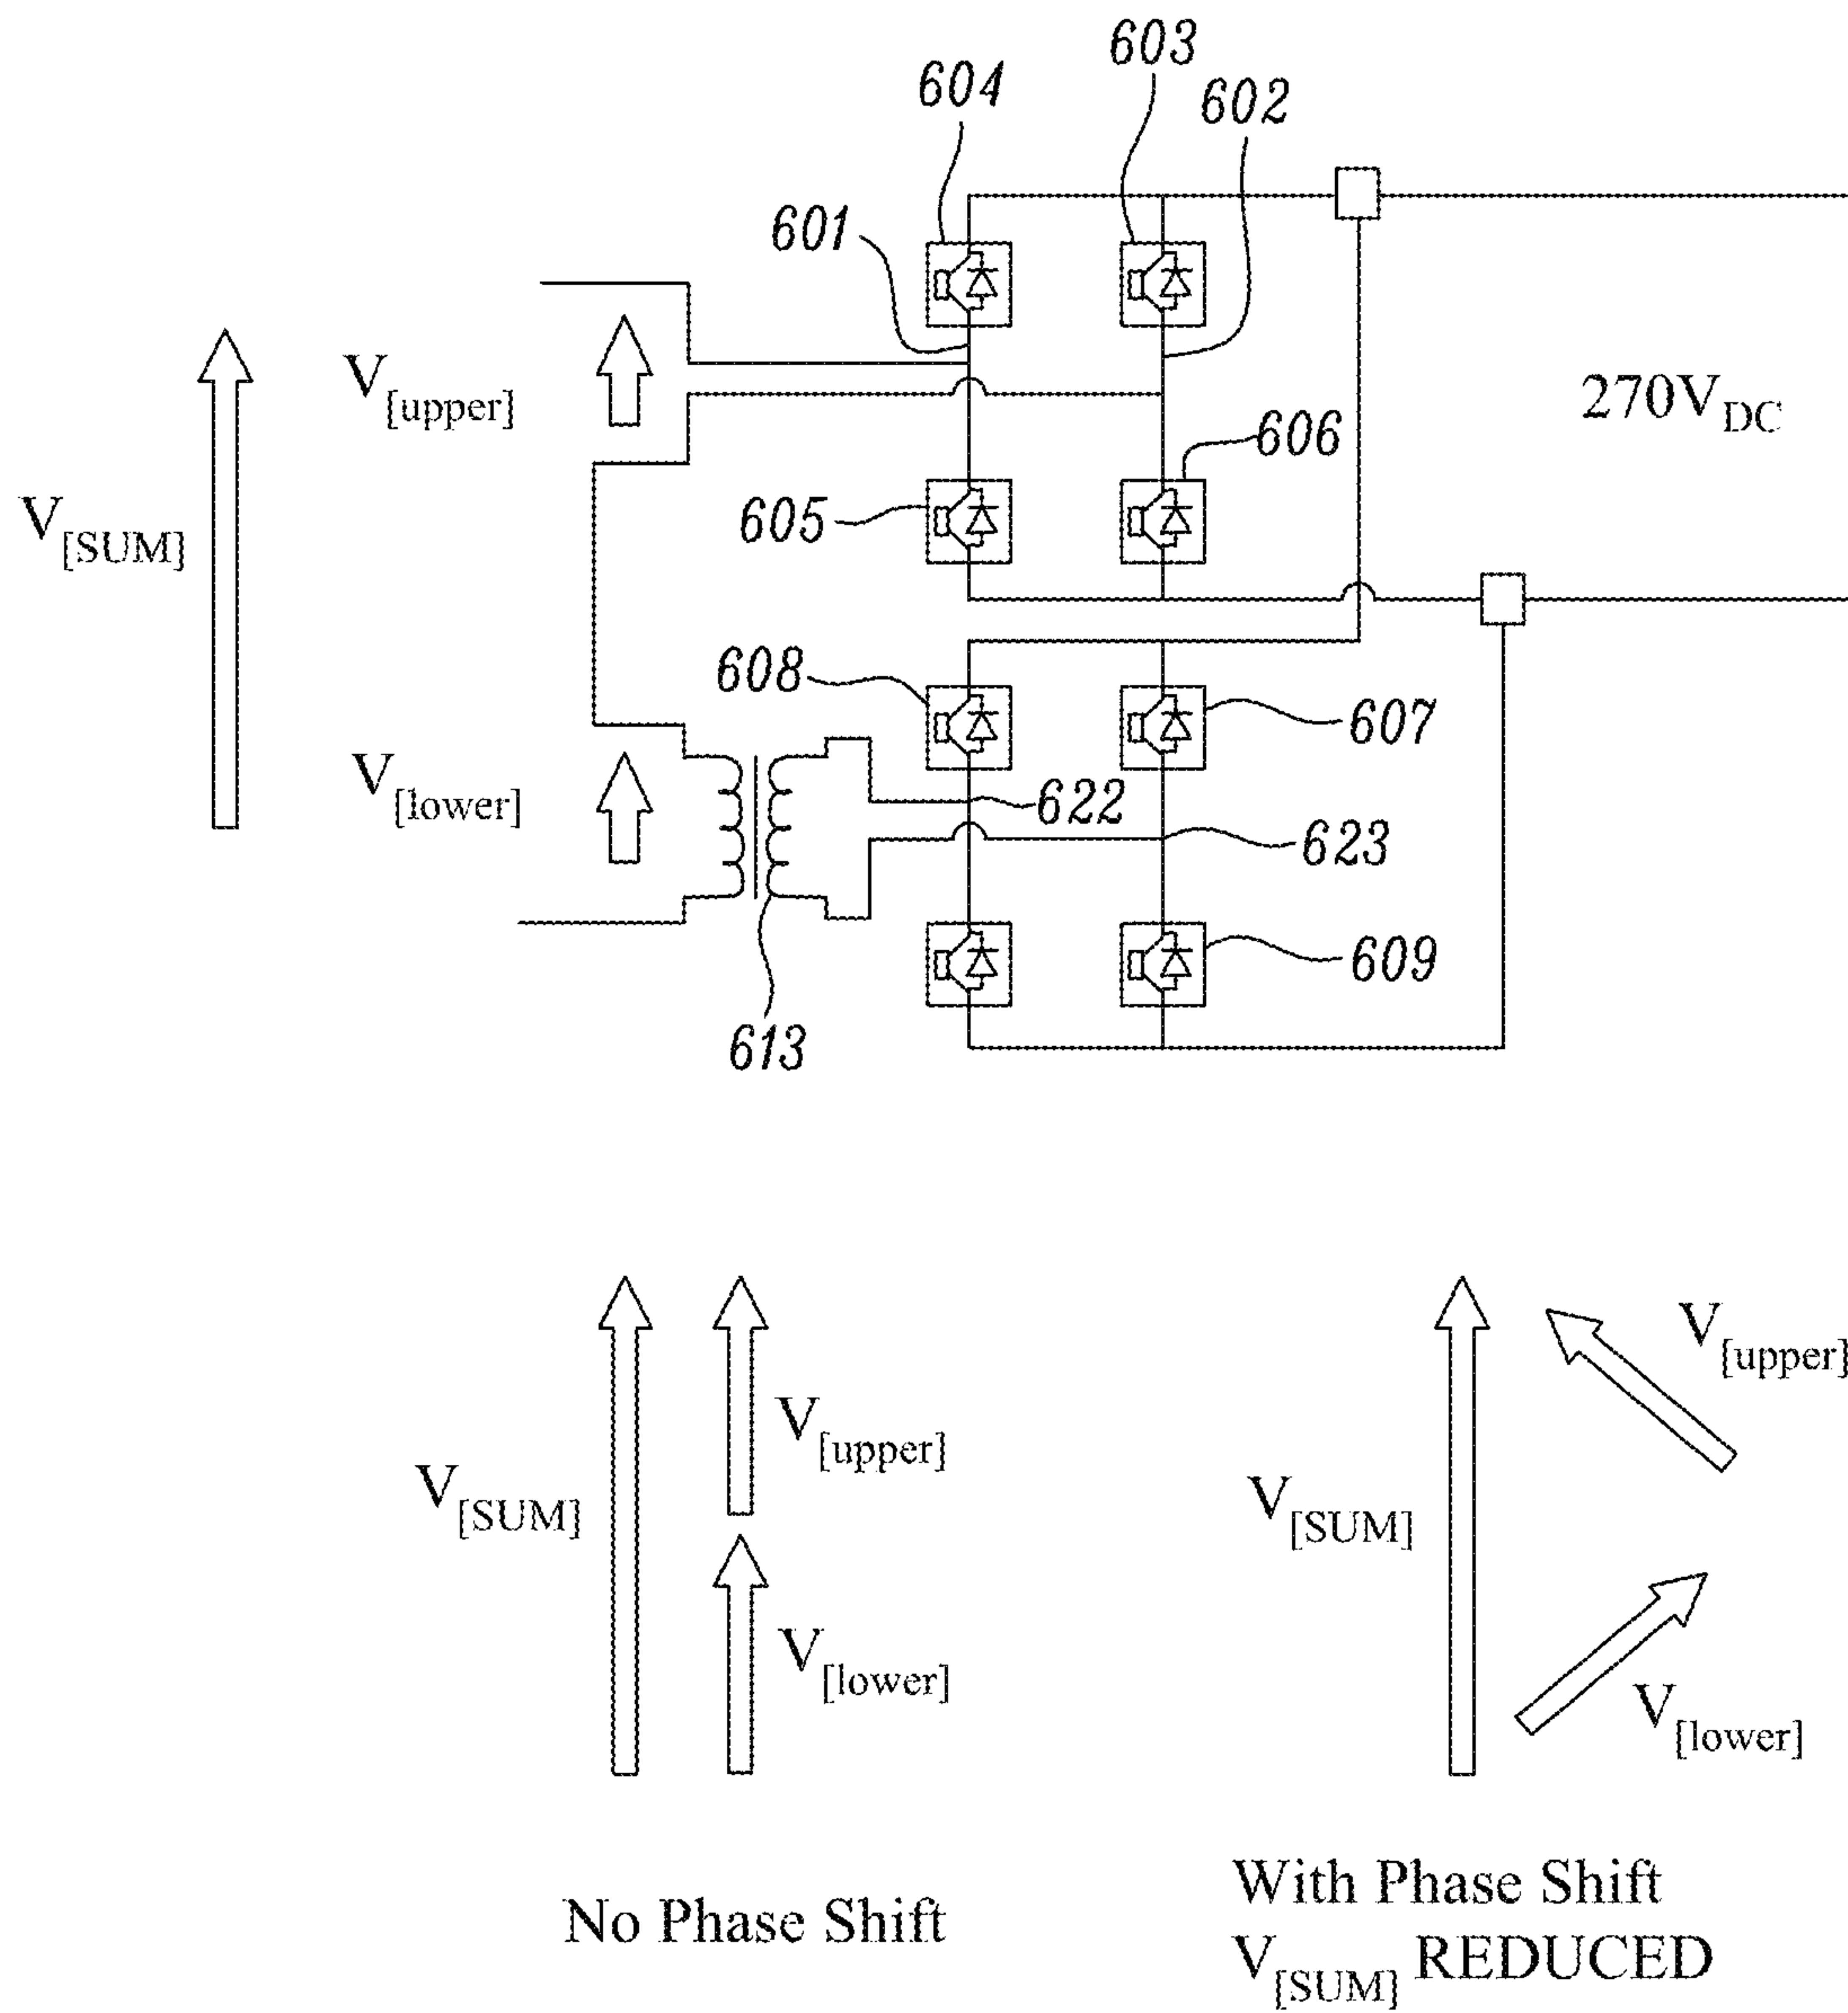 603
604
602
601
V[upper]
270VDC
606
V[SUM]
605
608
607
V[lower]
622
623
609
613
V[upper]
V[upper]
V[SUM]
V[SUM]
V[lower]
V[lower]
With Phase Shift
No Phase Shift
V[SUM] REDUCED